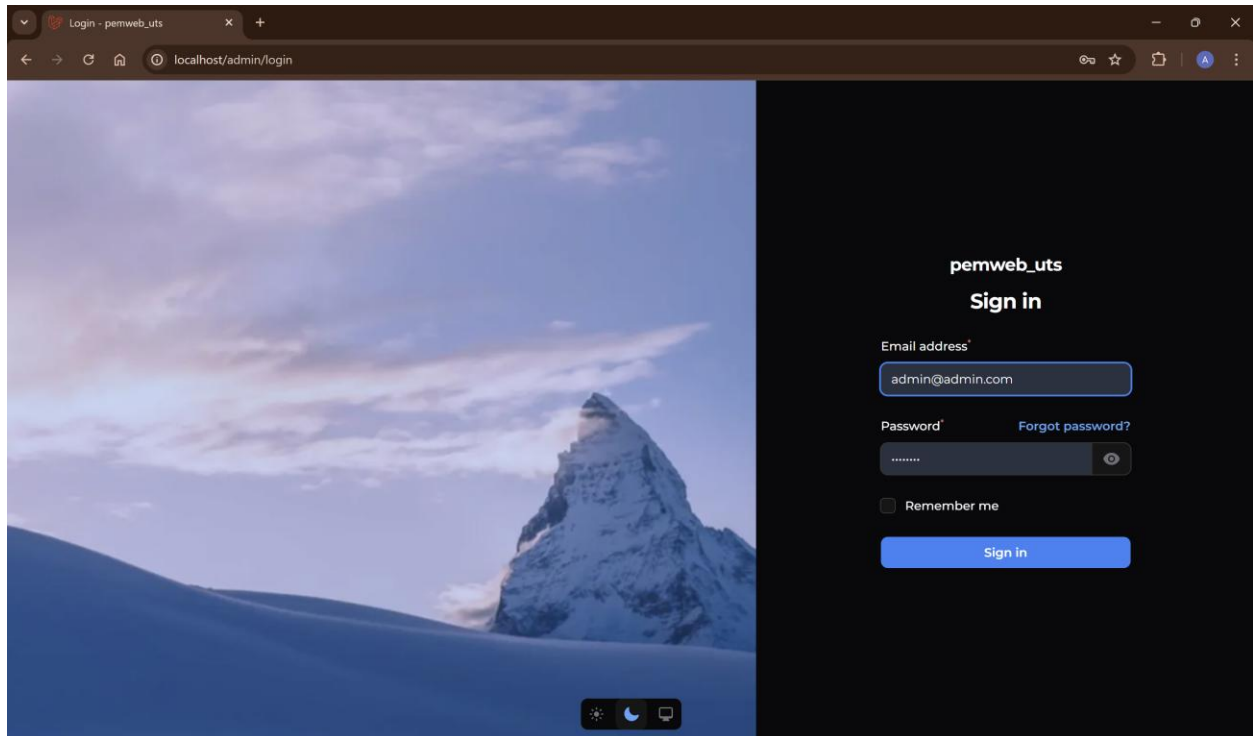 Login - pemweb_uts
localhost/admin/login
A
pemweb_uts
Sign in
Email address*
admin@admin.com
Password* Forgot password?
Remember me
Sign in